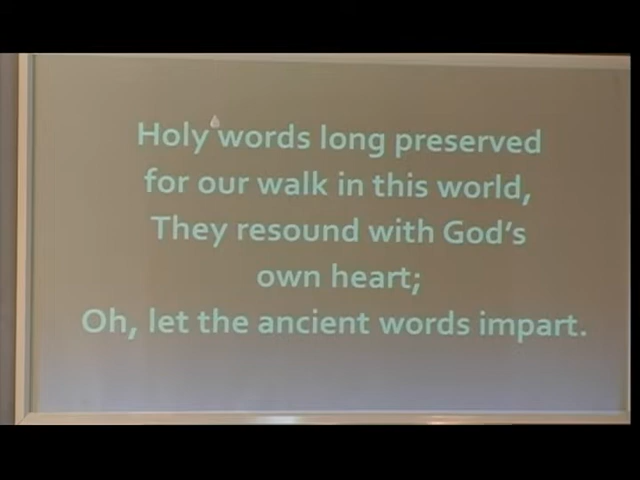 Holy words long preserved
for our walk in this world,
They resound with God's
own heart;
Oh, let the ancient words impart.